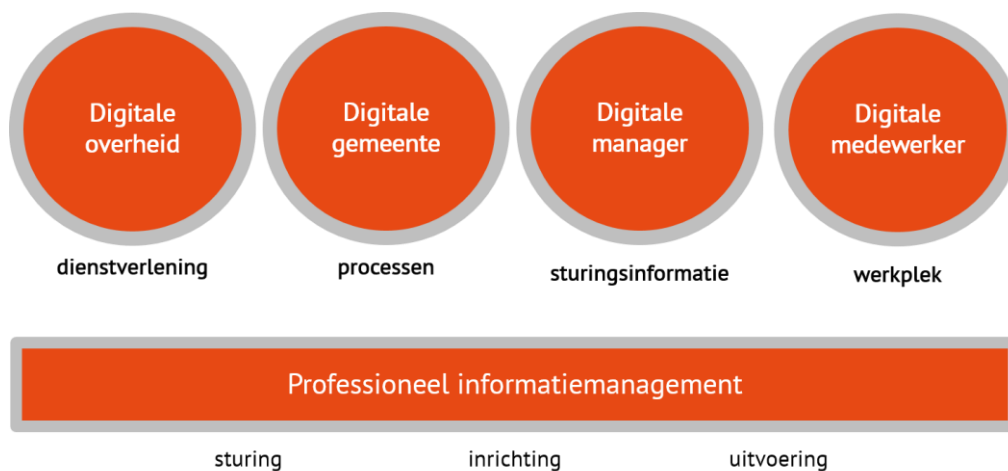 Digitale
overheid
Digitale
gemeente
Digitale
manager
Digitale
medewerker
dienstverlening
processen
sturingsinformatie
werkplek
Professioneel informatiemanagement
sturing
inrichting
uitvoering